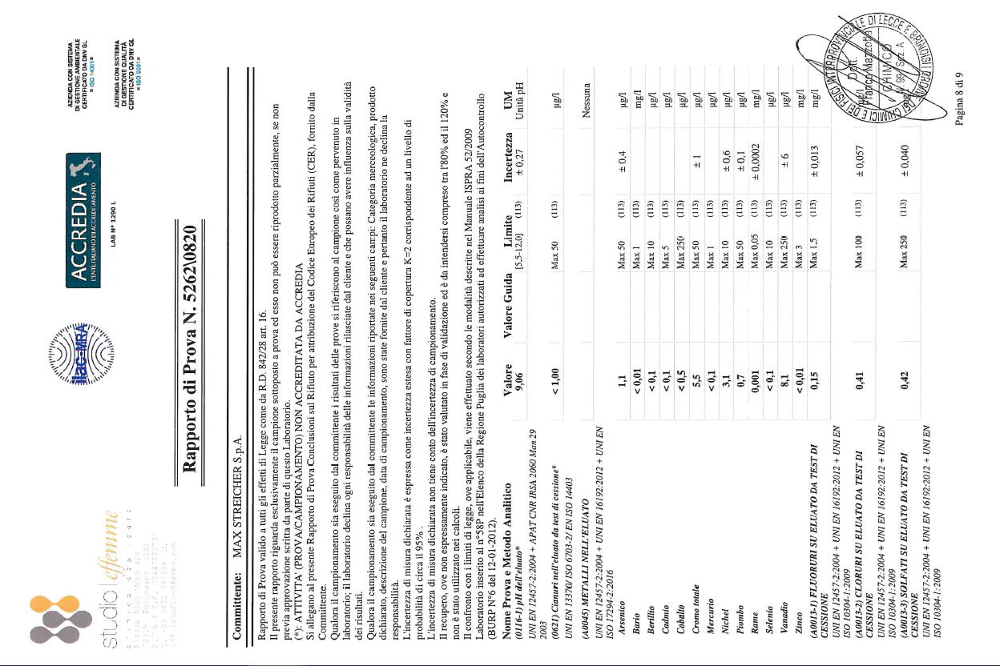 studio effemme
ilac-MRA
ACCREDIA
L'ENTE ITALIANO DI ACCREDITAMENTO
LAB N° 1290 L
AZIENDA CON SISTEMA
DI GESTIONE AMBIENTALE
CERTIFICATO DA DNV GL
= ISO 14001 =
AZIENDA CON SISTEMA
DI GESTIONE QUALITÀ
CERTIFICATO DA DNV GL
= ISO 9001 =
Rapporto di Prova N. 5262\0820
Committente: MAX STREICHER S.p.A.
Rapporto di Prova valido a tutti gli effetti di Legge come da R.D. 842/28 art. 16.
Il presente rapporto riguarda esclusivamente il campione sottoposto a prova ed esso non può essere riprodotto parzialmente, se non
previa approvazione scritta da parte di questo Laboratorio.
(*): ATTIVITA' (PROVA/CAMPIONAMENTO) NON ACCREDITATA DA ACCREDIA
Si allegano al presente Rapporto di Prova Conclusioni sul Rifiuto per attribuzione del Codice Europeo dei Rifiuti (CER), fornito dalla
Committente.
Qualora il campionamento sia eseguito dal committente i risultati delle prove si riferiscono al campione così come pervenuto in
laboratorio; il laboratorio declina ogni responsabilità delle informazioni rilasciate dal cliente e che possano avere influenza sulla validità
dei risultati.
Qualora il campionamento sia eseguito dal committente le informazioni riportate nei seguenti campi: Categoria merceologica, prodotto
dichiarato, descrizione del campione, data di campionamento, sono state fornite dal cliente e pertanto il laboratorio ne declina la
responsabilità.
L'incertezza di misura dichiarata è espressa come incertezza estesa con fattore di copertura K=2 corrispondente ad un livello di
probabilità di circa il 95% .
L'incertezza di misura dichiarata non tiene conto dell'incertezza di campionamento.
Il recupero, ove non espressamente indicato, è stato valutato in fase di validazione ed è da intendersi compreso tra l'80% ed il 120% e
non è stato utilizzato nei calcoli.
Il confronto con i limiti di legge, ove applicabile, viene effettuato secondo le modalità descritte nel Manuale ISPRA 52/2009
Laboratorio inserito al n°58P nell'Elenco della Regione Puglia dei laboratori autorizzati ad effettuare analisi ai fini dell'Autocontrollo
(BURP N°6 del 12-01-2012).
Nome Prova e Metodo Analitico Valore Valore Guida Limite Incertezza UM
(0116-1) pH dell'eluato* 9,06 [5,5-12,0] (113) ± 0,27 Unità pH
UNI EN 12457-2:2004 + APAT CNR IRSA 2060 Man 29
2003
(0621) Cianuri nell'eluato da test di cessione* < 1,00 Max 50 (113) µg/l
UNI EN 13370/ ISO 6703-2/ EN ISO 14403
(A0045) METALLI NELL'ELUATO Nessuna
UNI EN 12457-2:2004 + UNI EN 16192:2012 + UNI EN
ISO 17294-2:2016
Arsenico 1,1 Max 50 (113) ± 0,4 µg/l
Bario < 0,01 Max 1 (113) mg/l
Berillio < 0,1 Max 10 (113) µg/l
Cadmio < 0,1 Max 5 (113) µg/l
Cobalto < 0,5 Max 250 (113) µg/l
Cromo totale 5,5 Max 50 (113) ± 1 µg/l
Mercurio < 0,1 Max 1 (113) µg/l
Nichel 3,1 Max 10 (113) ± 0,6 µg/l
Piombo 0,7 Max 50 (113) ± 0,1 µg/l
Rame 0,001 Max 0,05 (113) ± 0,0002 mg/l
Selenio < 0,1 Max 10 (113) µg/l
Vanadio 8,1 Max 250 (113) ± 6 µg/l
Zinco < 0,01 Max 3 (113) mg/l
(A0013-1) FLUORURI SU ELUATO DA TEST DI 0,15 Max 1,5 (113) ± 0,013 mg/l
CESSIONE
UNI EN 12457-2:2004 + UNI EN 16192:2012 + UNI EN
ISO 10304-1:2009
(A0013-2) CLORURI SU ELUATO DA TEST DI 0,41 Max 100 (113) ± 0,057 mg/l
CESSIONE
UNI EN 12457-2:2004 + UNI EN 16192:2012 + UNI EN
ISO 10304-1:2009
(A0013-3) SOLFATI SU ELUATO DA TEST DI 0,42 Max 250 (113) ± 0,040 mg/l
CESSIONE
UNI EN 12457-2:2004 + UNI EN 16192:2012 + UNI EN
ISO 10304-1:2009
ORDINE DEI CHIMICI E DEI FISICI INTERPROVINCIALE DI LECCE E BRINDISI
Dott.
Franco Mazzotta
CHIMICO
N. 99 Sez. A
Pagina 8 di 9